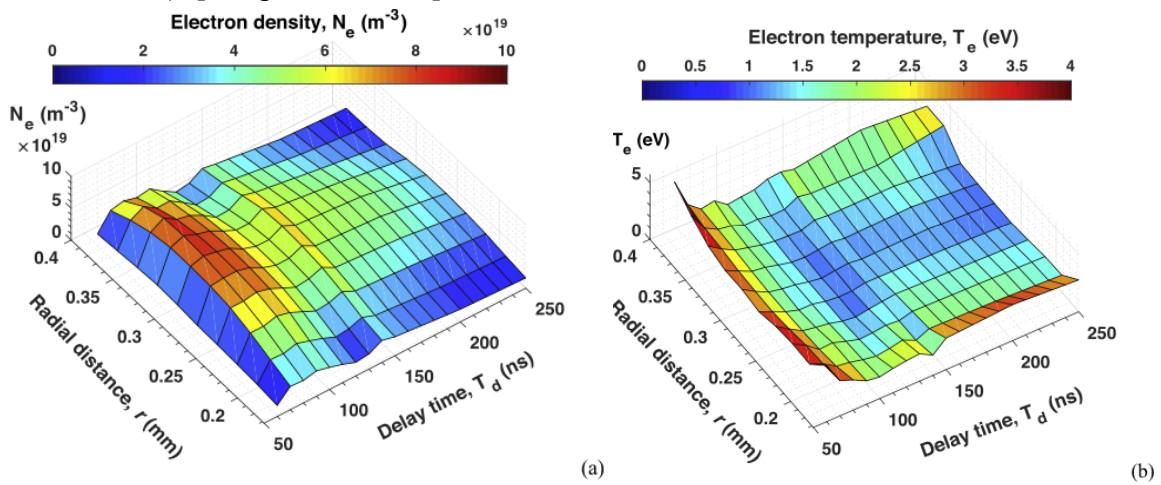 Electron density, N_e (m^-3)
×10^19
0 2 4 6 8 10
N_e (m^-3)
×10^19
10
5
0
0.4
0.35
0.3
0.25
0.2
Radial distance, r (mm)
50
100
150
200
250
Delay time, T_d (ns)
(a)
Electron temperature, T_e (eV)
0 0.5 1 1.5 2 2.5 3 3.5 4
T_e (eV)
5
0
0.4
0.35
0.3
0.25
0.2
Radial distance, r (mm)
50
100
150
200
250
Delay time, T_d (ns)
(b)